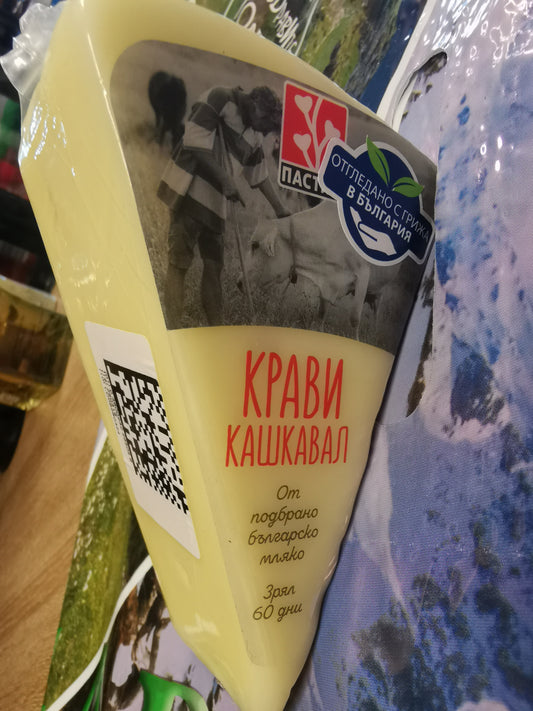 ПАСТ
ОТГЛЕДАНО С ГРИЖА
В БЪЛГАРИЯ
КРАВИ
КАШКАВАЛ
От
подбрано
българско
мляко
Зрял
60 дни